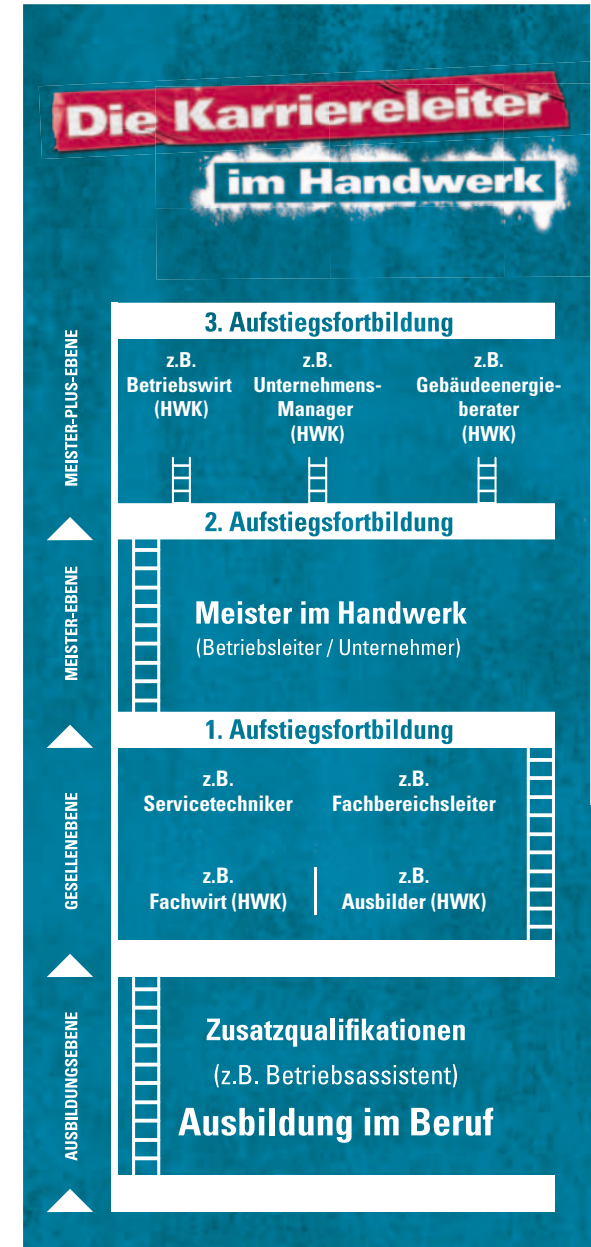 Die Karriereleiter
im Handwerk
MEISTER-PLUS-EBENE
3. Aufstiegsfortbildung
z.B.
Betriebswirt
(HWK)
z.B.
Unternehmens-
Manager
(HWK)
z.B.
Gebäudeenergie-
berater
(HWK)
MEISTER-EBENE
2. Aufstiegsfortbildung
Meister im Handwerk
(Betriebsleiter / Unternehmer)
GESELLENEBENE
1. Aufstiegsfortbildung
z.B.
Servicetechniker
z.B.
Fachbereichsleiter
z.B.
Fachwirt (HWK)
z.B.
Ausbilder (HWK)
AUSBILDUNGSEBENE
Zusatzqualifikationen
(z.B. Betriebsassistent)
Ausbildung im Beruf